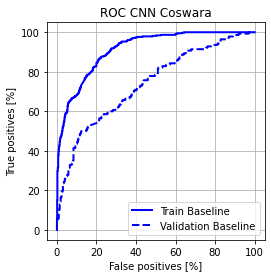 ROC CNN Coswara
True positives [%]
100
80
60
40
20
0
0 20 40 60 80 100
False positives [%]
Train Baseline
Validation Baseline